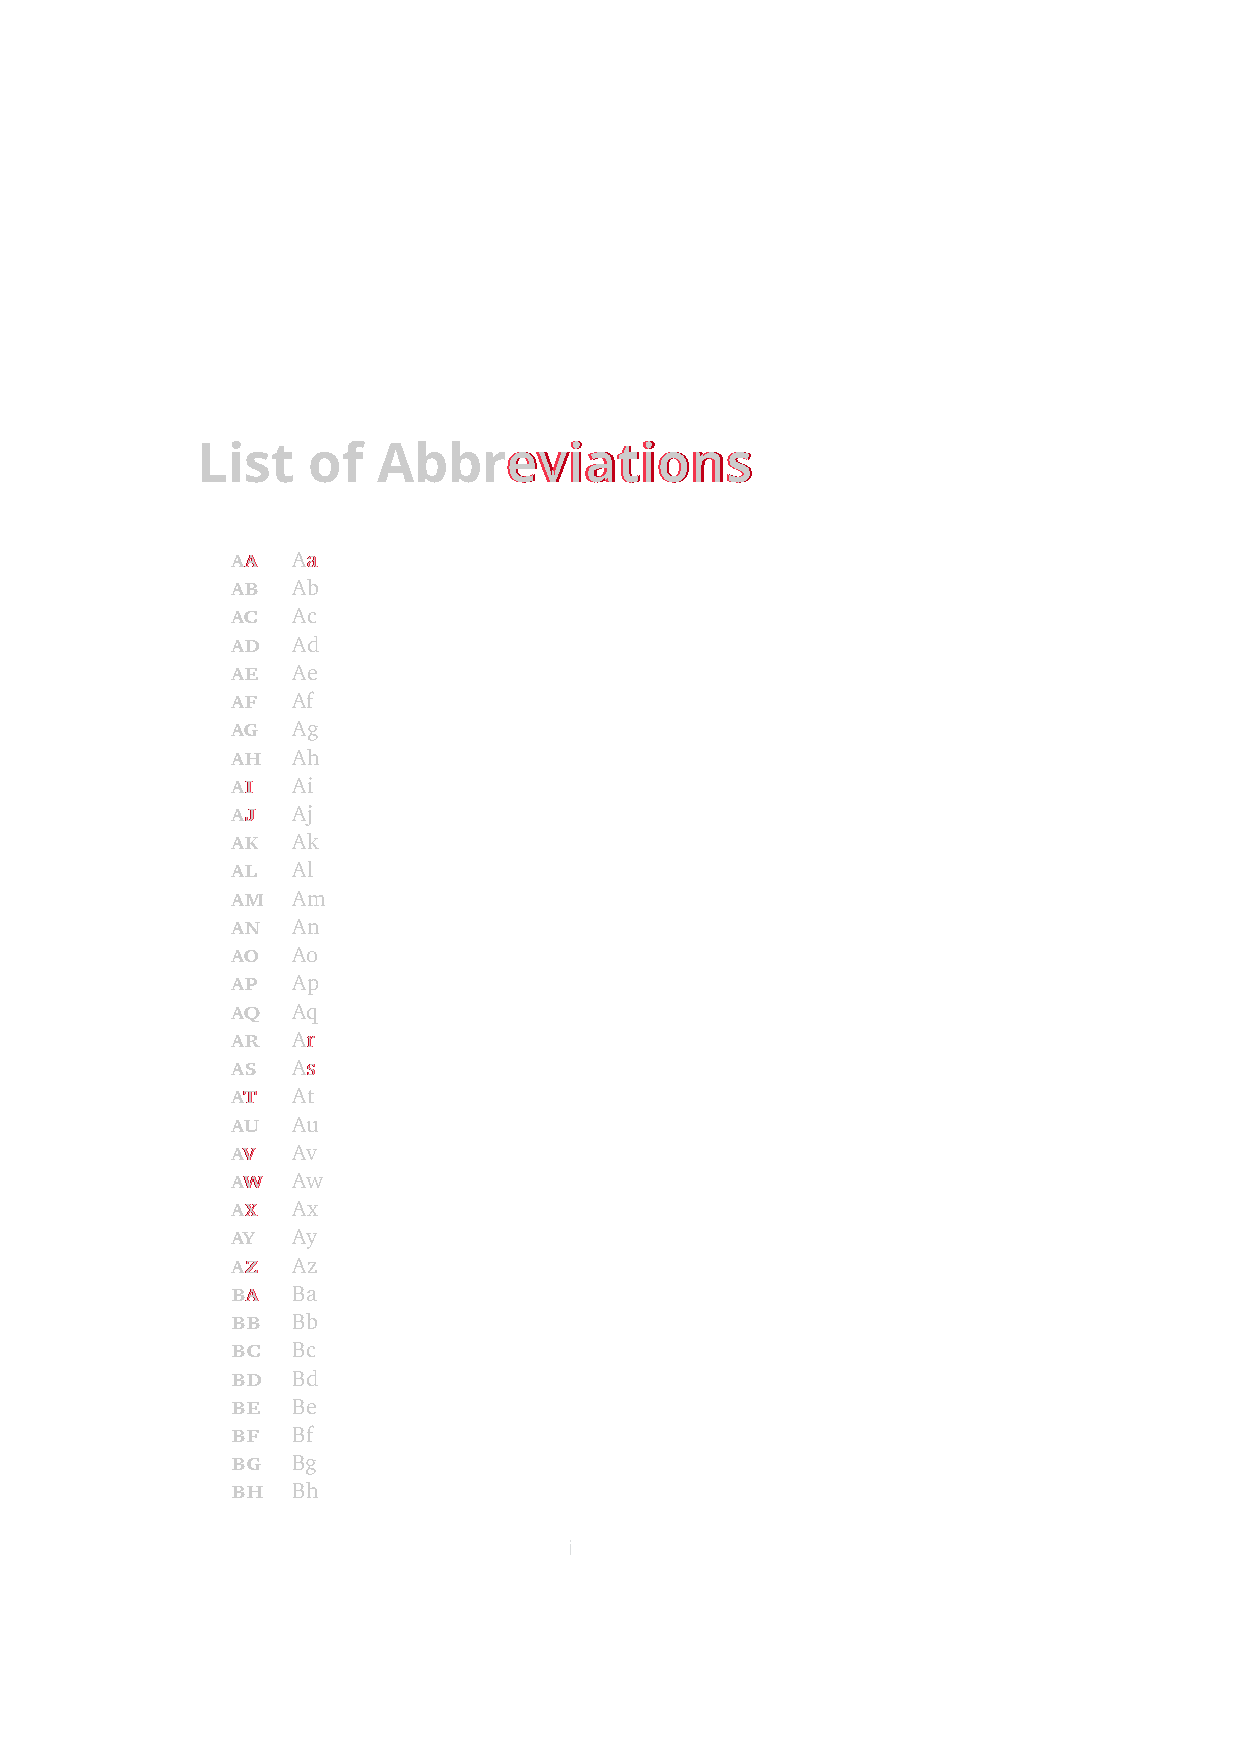 List of Abbreviations
AA Aa
AB Ab
AC Ac
AD Ad
AE Ae
AF Af
AG Ag
AH Ah
AI Ai
AJ Aj
AK Ak
AL Al
AM Am
AN An
AO Ao
AP Ap
AQ Aq
AR Ar
AS As
AT At
AU Au
AV Av
AW Aw
AX Ax
AY Ay
AZ Az
BA Ba
BB Bb
BC Bc
BD Bd
BE Be
BF Bf
BG Bg
BH Bh
i